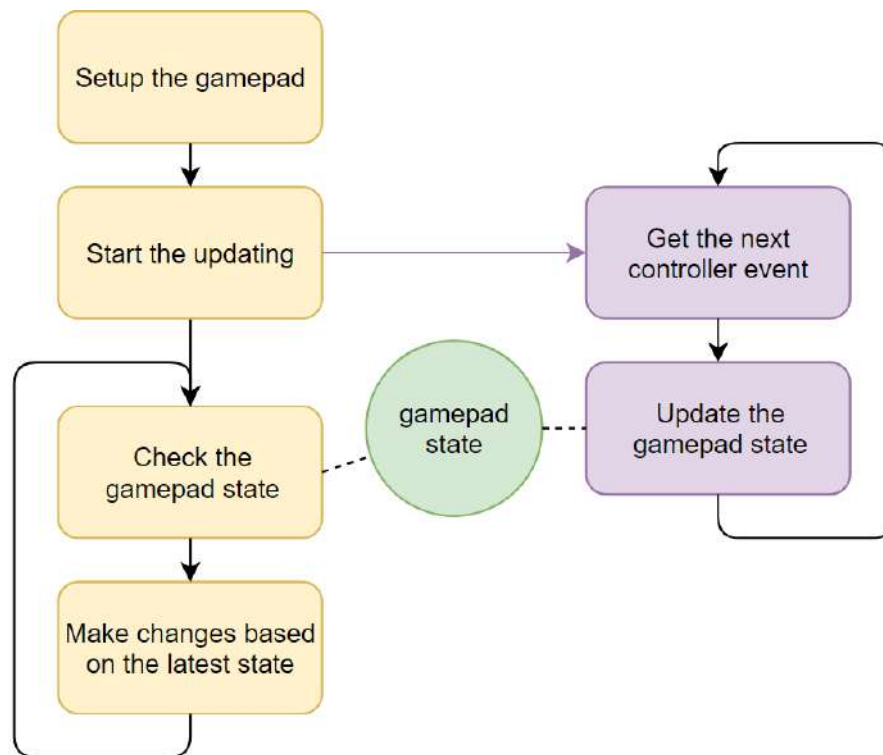 Setup the gamepad
Start the updating
Get the next
controller event
gamepad
state
Update the
gamepad state
Check the
gamepad state
Make changes based
on the latest state